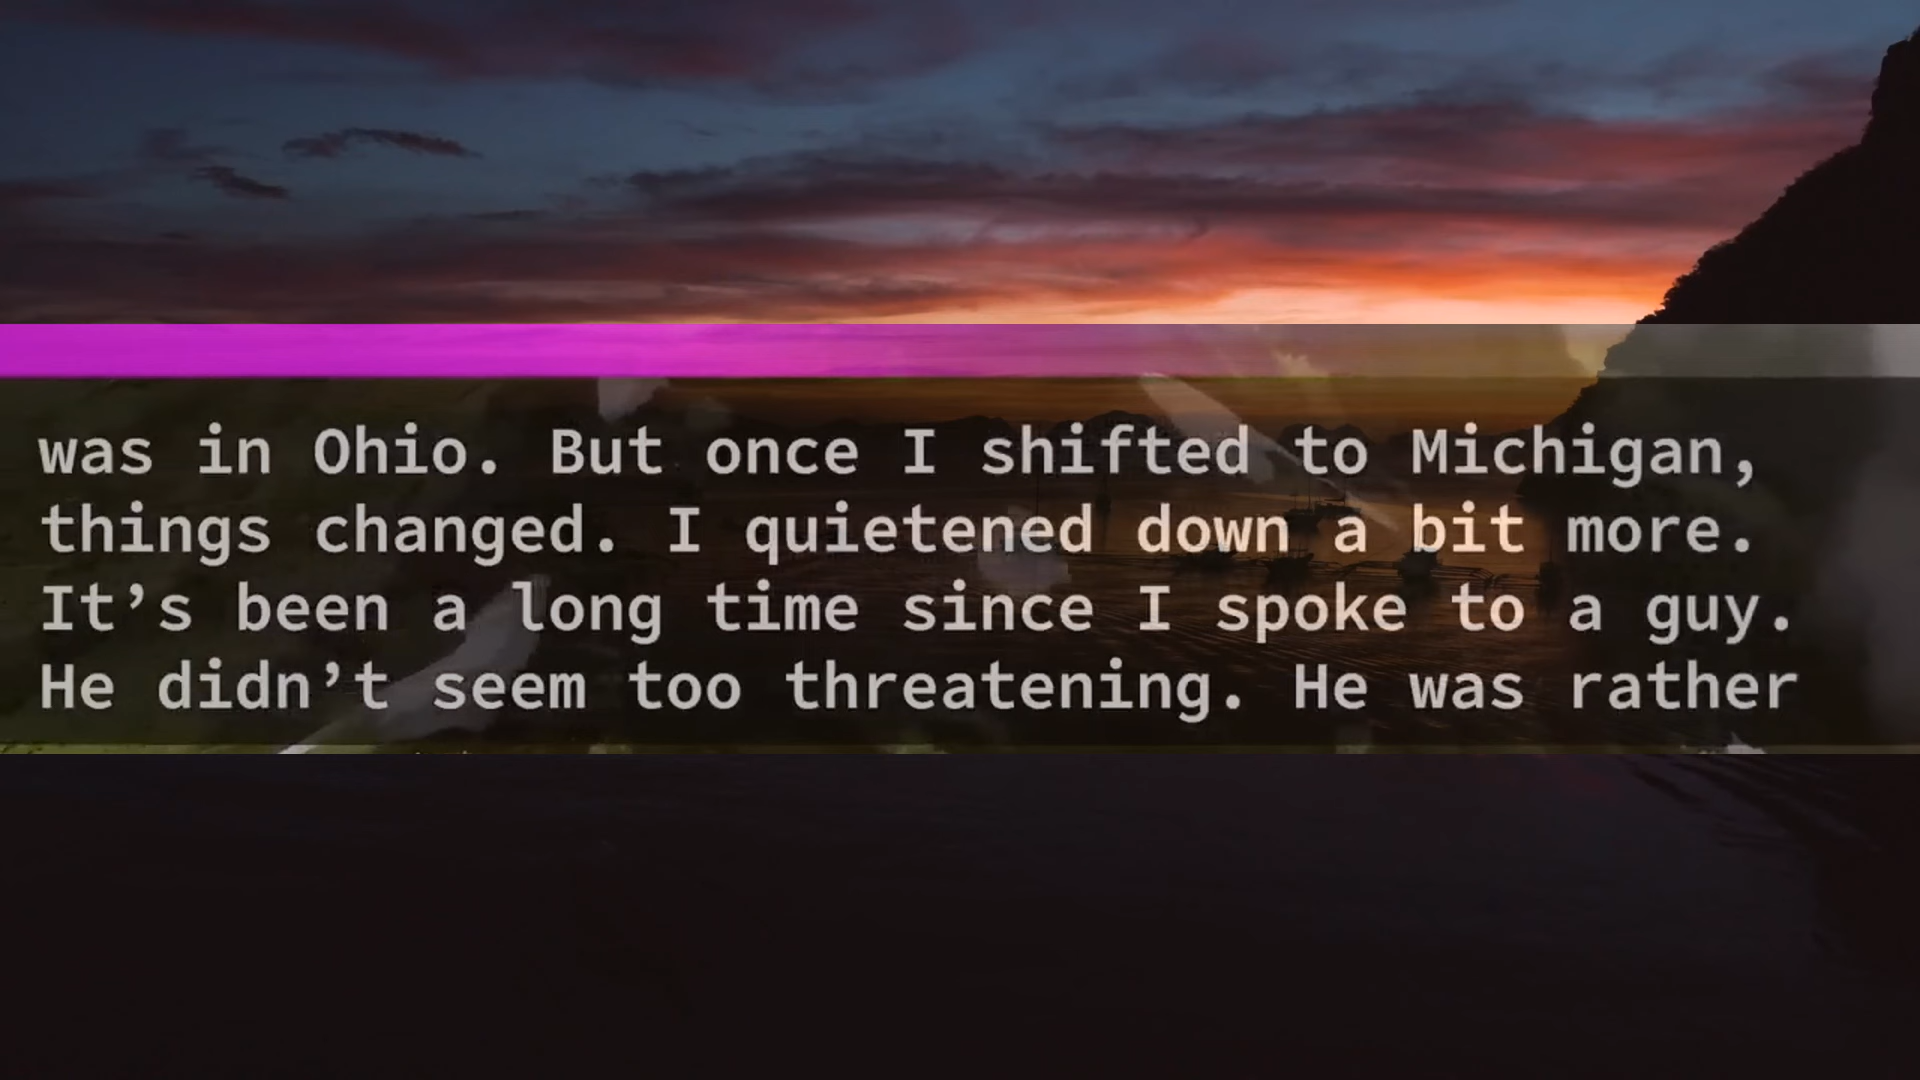 was in Ohio. But once I shifted to Michigan,
things changed. I quietened down a bit more.
It’s been a long time since I spoke to a guy.
He didn’t seem too threatening. He was rather